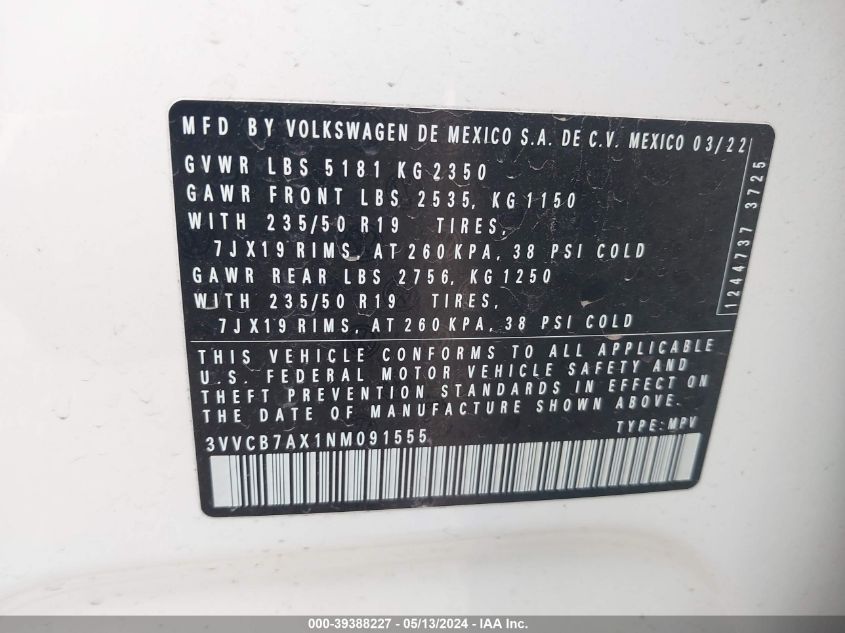 MFD BY VOLKSWAGEN DE MEXICO S.A. DE C.V. MEXICO 03/22
GVWR LBS 5181 KG 2350
GAWR FRONT LBS 2535, KG 1150
WITH 235/50 R19 TIRES,
7JX19 RIMS, AT 260 KPA, 38 PSI COLD
GAWR REAR LBS 2756, KG 1250
WITH 235/50 R19 TIRES,
7JX19 RIMS, AT 260 KPA, 38 PSI COLD
1244737 3725
THIS VEHICLE CONFORMS TO ALL APPLICABLE
U.S. FEDERAL MOTOR VEHICLE SAFETY AND
THEFT PREVENTION STANDARDS IN EFFECT ON
THE DATE OF MANUFACTURE SHOWN ABOVE.
3VVCB7AX1NM091555 TYPE: MPV
000-39388227 - 05/13/2024 - IAA Inc.